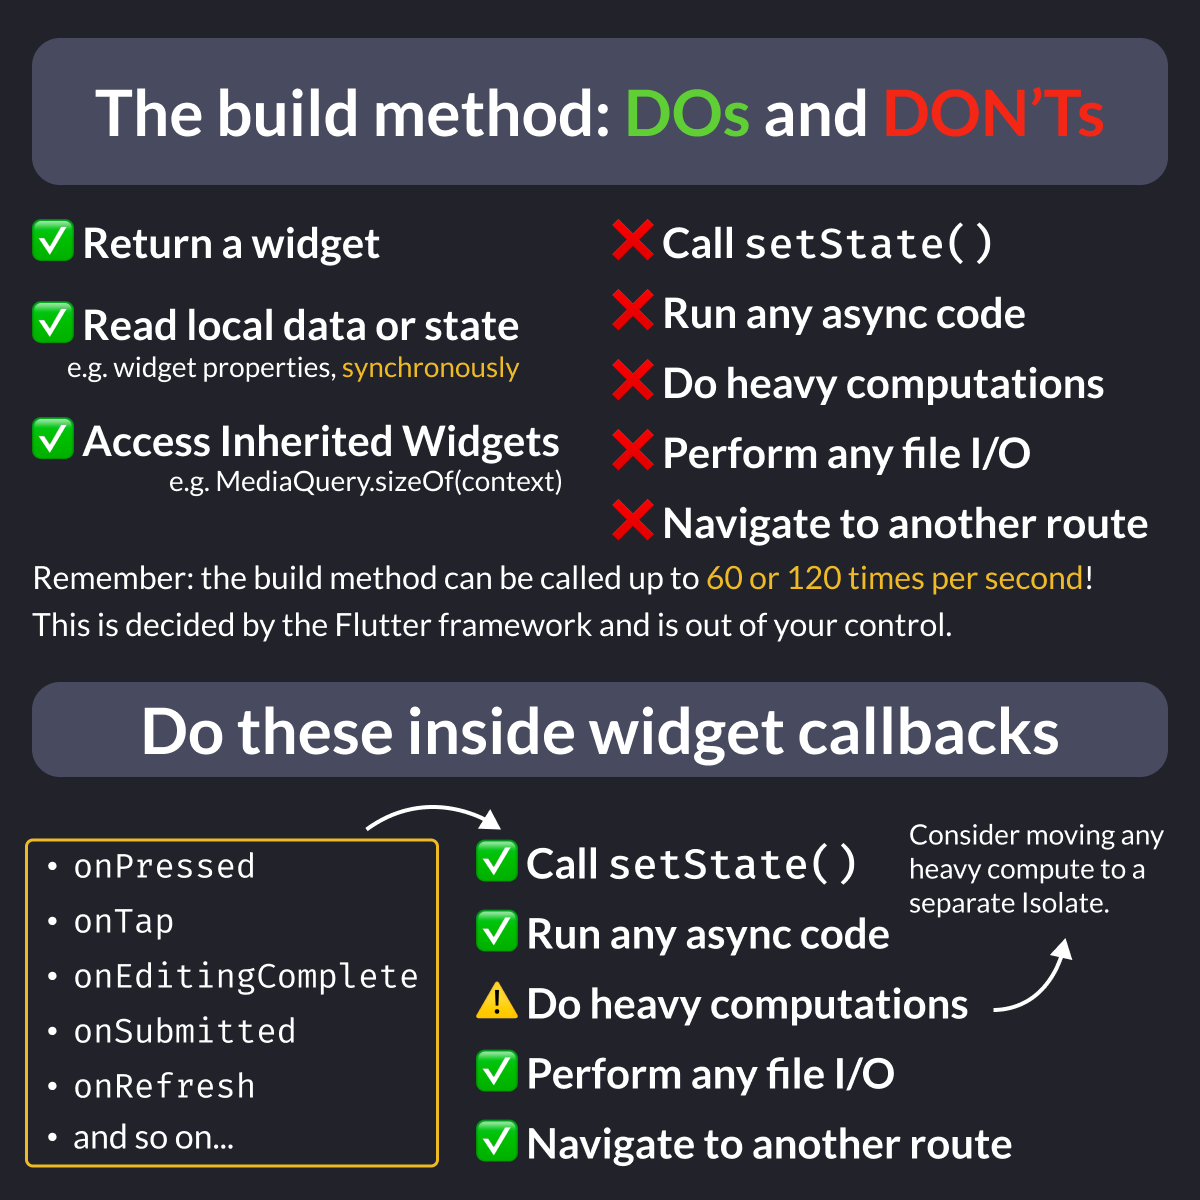 The build method: DOs and DON'Ts
✅ Return a widget
✅ Read local data or state
e.g. widget properties, synchronously
✅ Access Inherited Widgets
e.g. MediaQuery.sizeOf(context)
❌ Call setState()
❌ Run any async code
❌ Do heavy computations
❌ Perform any file I/O
❌ Navigate to another route
Remember: the build method can be called up to 60 or 120 times per second!
This is decided by the Flutter framework and is out of your control.
Do these inside widget callbacks
• onPressed
• onTap
• onEditingComplete
• onSubmitted
• onRefresh
• and so on...
✅ Call setState()
✅ Run any async code
⚠️ Do heavy computations
✅ Perform any file I/O
✅ Navigate to another route
Consider moving any
heavy compute to a
separate Isolate.